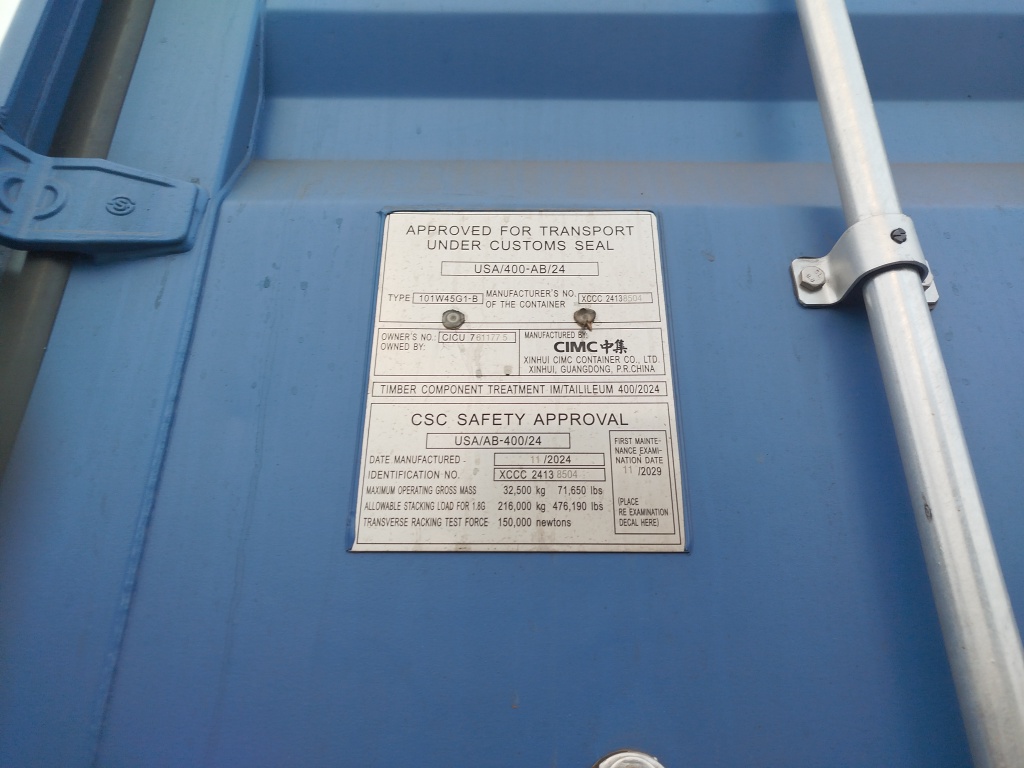 APPROVED FOR TRANSPORT
UNDER CUSTOMS SEAL
USA/400-AB/24
TYPE 101W45G1-B MANUFACTURER'S NO. OF THE CONTAINER XCCC 24138504
OWNER'S NO. CICU 761177 5
OWNED BY:
MANUFACTURED BY:
CIMC中集
XINHUI CIMC CONTAINER CO., LTD.
XINHUI, GUANGDONG, P.R.CHINA
TIMBER COMPONENT TREATMENT IM/TAILILEUM 400/2024
CSC SAFETY APPROVAL
USA/AB-400/24
DATE MANUFACTURED 11 /2024
IDENTIFICATION NO. XCCC 2413 8504
MAXIMUM OPERATING GROSS MASS 32,500 kg 71,650 lbs
ALLOWABLE STACKING LOAD FOR 1.8G 216,000 kg 476,190 lbs
TRANSVERSE RACKING TEST FORCE 150,000 newtons
FIRST MAINTE-
NANCE EXAMI-
NATION DATE
11 /2029
(PLACE
RE EXAMINATION
DECAL HERE)